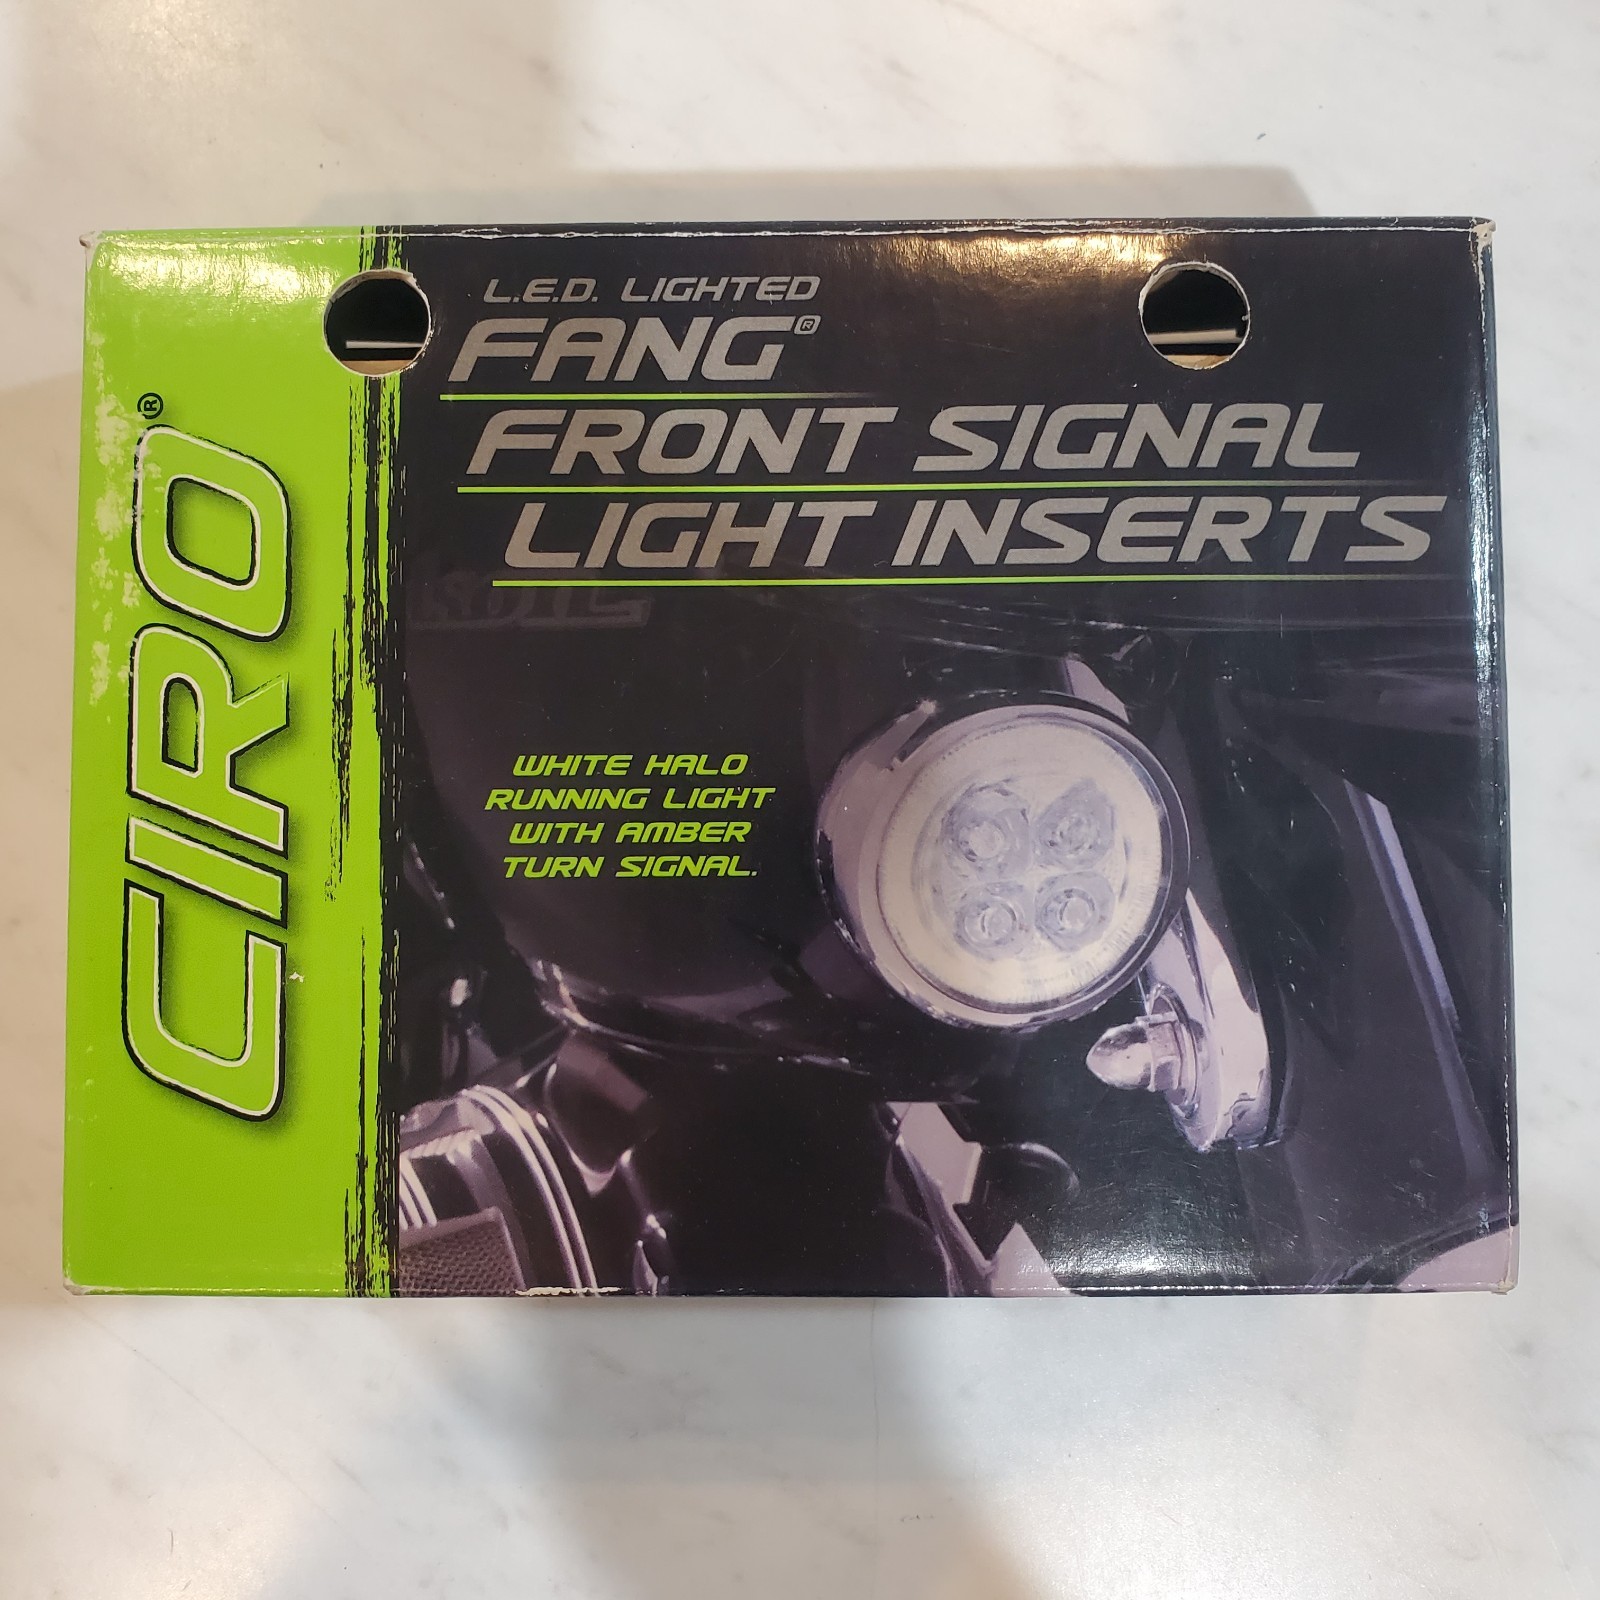 CIRO®
L.E.D. LIGHTED
FANG®
FRONT SIGNAL
LIGHT INSERTS
WHITE HALO
RUNNING LIGHT
WITH AMBER
TURN SIGNAL.